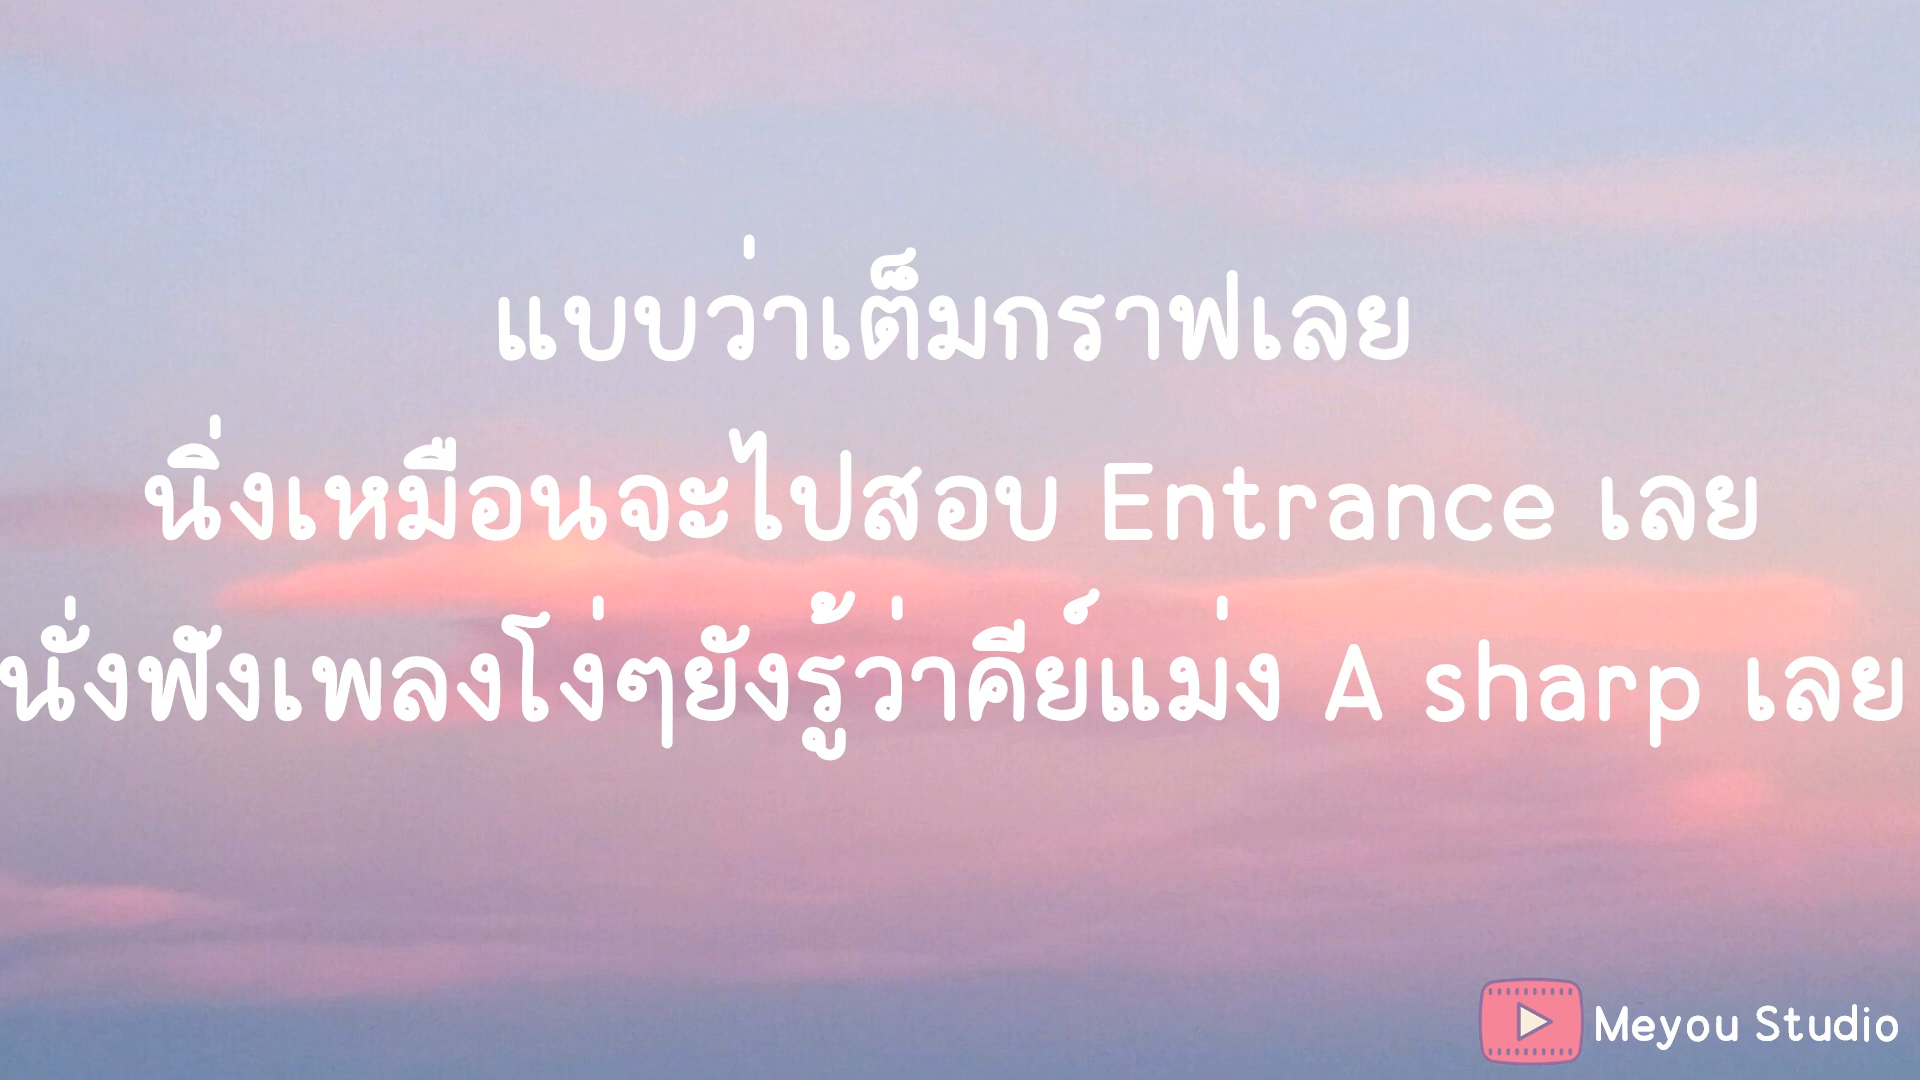 แบบว่าเต็มกราฟเลย
นิ่งเหมือนจะไปสอบ Entrance เลย
นั่งฟังเพลงโง่ๆยังรู้ว่าคีย์แม่ง A sharp เลย
Meyou Studio